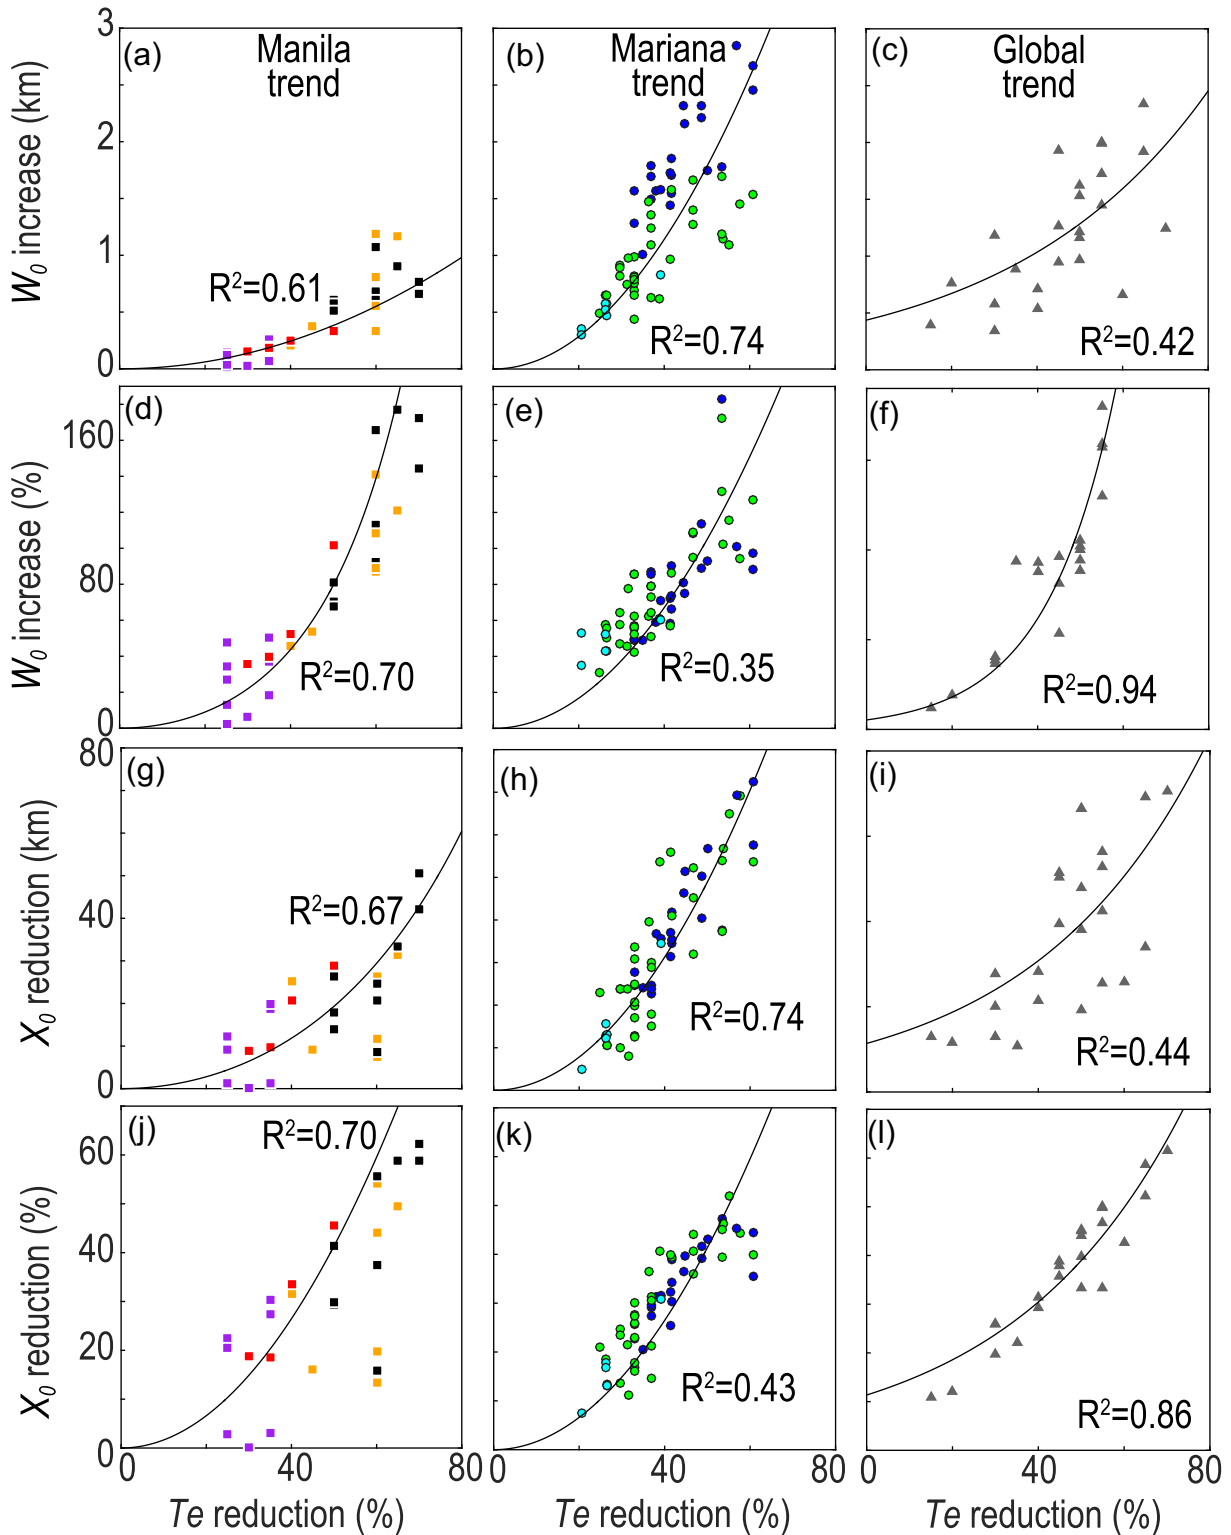 3
2
1
0
W0 increase (km)
(a)
Manila
trend
R2=0.61
(b)
Mariana
trend
R2=0.74
(c)
Global
trend
R2=0.42
160
80
0
W0 increase (%)
(d)
R2=0.70
(e)
R2=0.35
(f)
R2=0.94
80
40
0
X0 reduction (km)
(g)
R2=0.67
(h)
R2=0.74
(i)
R2=0.44
60
40
20
0
X0 reduction (%)
(j)
R2=0.70
(k)
R2=0.43
(l)
R2=0.86
0 40 80
0 40 80
0 40 80
Te reduction (%)
Te reduction (%)
Te reduction (%)